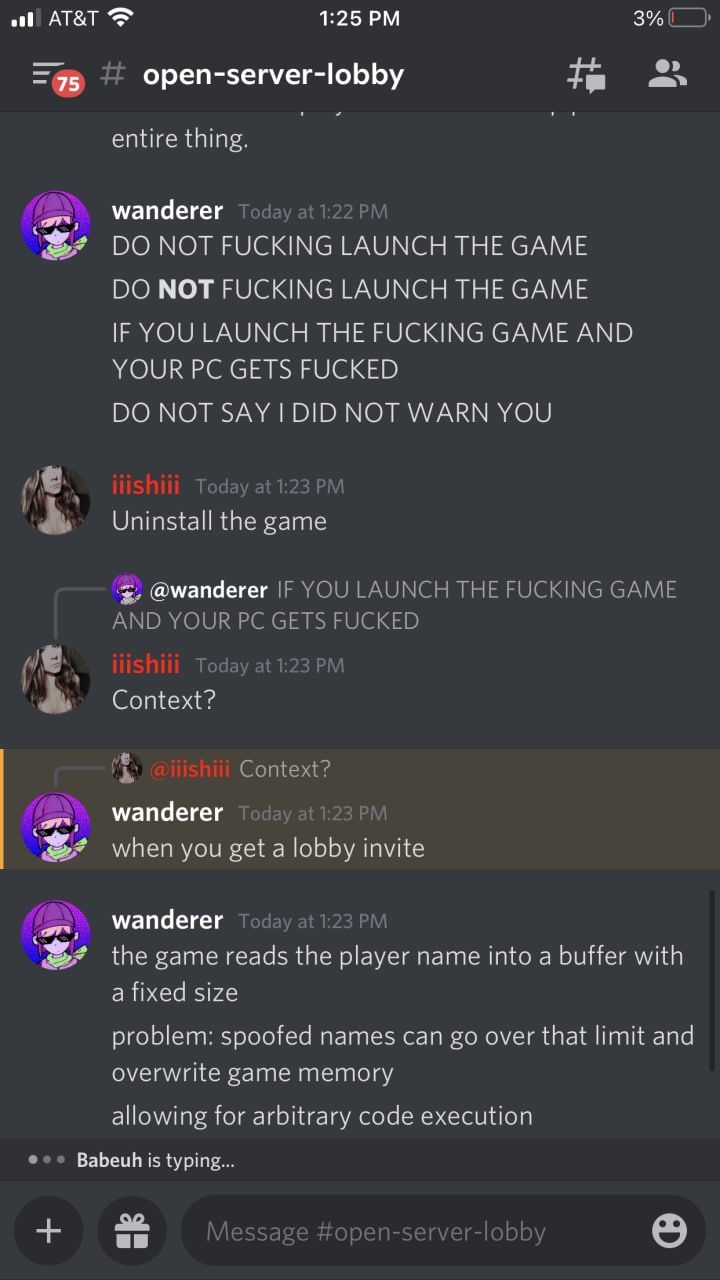 AT&T 1:25 PM 3%
75 # open-server-lobby
entire thing.
wanderer Today at 1:22 PM
DO NOT FUCKING LAUNCH THE GAME
DO NOT FUCKING LAUNCH THE GAME
IF YOU LAUNCH THE FUCKING GAME AND
YOUR PC GETS FUCKED
DO NOT SAY I DID NOT WARN YOU
iiishiii Today at 1:23 PM
Uninstall the game
@wanderer IF YOU LAUNCH THE FUCKING GAME
AND YOUR PC GETS FUCKED
iiishiii Today at 1:23 PM
Context?
@iiishiii Context?
wanderer Today at 1:23 PM
when you get a lobby invite
wanderer Today at 1:23 PM
the game reads the player name into a buffer with
a fixed size
problem: spoofed names can go over that limit and
overwrite game memory
allowing for arbitrary code execution
Babeuh is typing...
Message #open-server-lobby